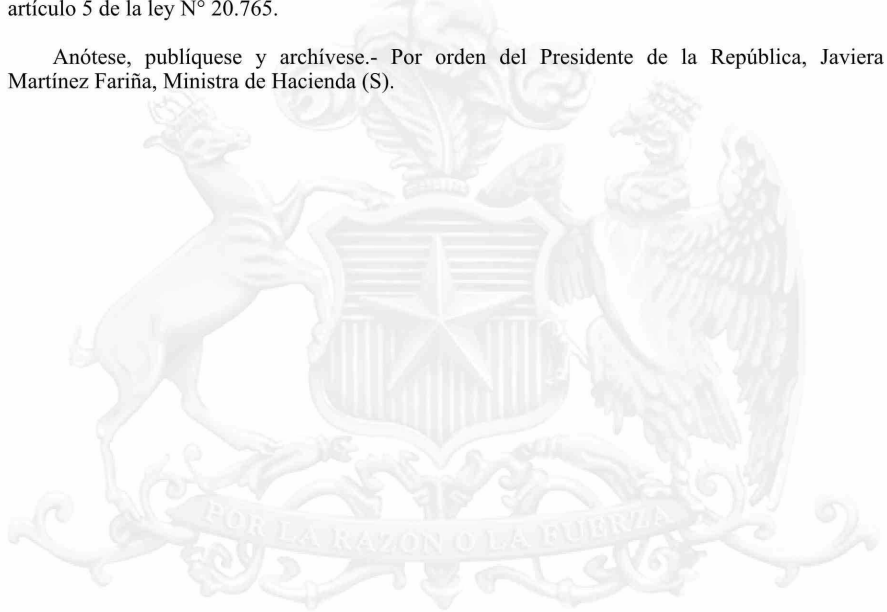 artículo 5 de la ley N° 20.765.
Anótese, publíquese y archívese.- Por orden del Presidente de la República, Javiera
Martínez Fariña, Ministra de Hacienda (S).
POR LA RAZÓN O LA FUERZA